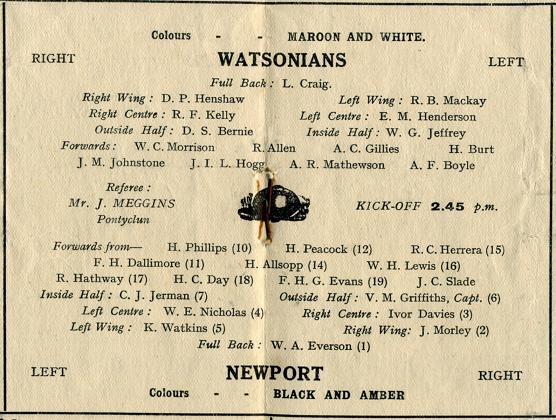 Colours - - MAROON AND WHITE.
RIGHT WATSONIANS LEFT
Full Back : L. Craig.
Right Wing : D. P. Henshaw Left Wing : R. B. Mackay
Right Centre : R. F. Kelly Left Centre : E. M. Henderson
Outside Half : D. S. Bernie Inside Half : W. G. Jeffrey
Forwards : W. C. Morrison R. Allen A. C. Gillies H. Burt
J. M. Johnstone J. I. L. Hogg A. R. Mathewson A. F. Boyle
Referee :
Mr. J. MEGGINS KICK-OFF 2.45 p.m.
Pontyclun
Forwards from— H. Phillips (10) H. Peacock (12) R. C. Herrera (15)
F. H. Dallimore (11) H. Allsopp (14) W. H. Lewis (16)
R. Hathway (17) H. C. Day (18) F. H. G. Evans (19) J. C. Slade
Inside Half : C. J. Jerman (7) Outside Half : V. M. Griffiths, Capt. (6)
Left Centre : W. E. Nicholas (4) Right Centre : Ivor Davies (3)
Left Wing : K. Watkins (5) Right Wing: J. Morley (2)
Full Back : W. A. Everson (1)
LEFT NEWPORT RIGHT
Colours - - BLACK AND AMBER